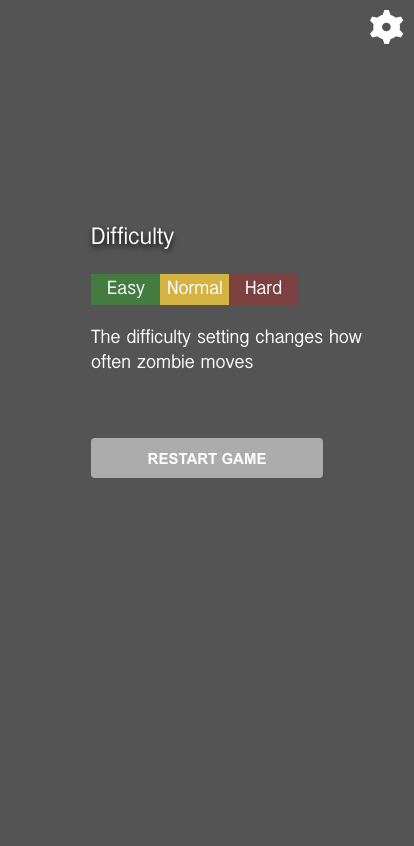 Difficulty
Easy Normal Hard
The difficulty setting changes how
often zombie moves
RESTART GAME